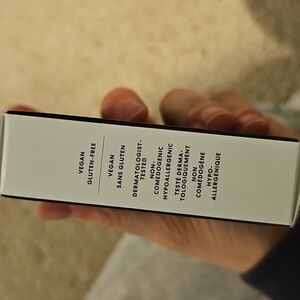 VEGAN
GLUTEN-FREE
VEGAN
SANS GLUTEN
DERMATOLOGIST-
TESTED
NON-
COMEDOGENIC
HYPOALLERGENIC
TESTÉ DERMA-
TOLOGIQUEMENT
NON
COMÉDOGÈNE
HYPO-
ALLERGÉNIQUE